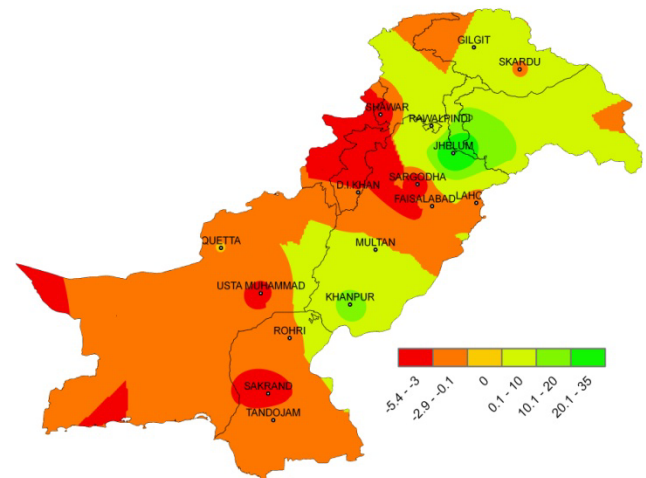 GILGIT
SKARDU
SHAWAR
RAWALPINDI
JHELUM
SARGODHA
D.I KHAN
LAHO
FAISALABAD
QUETTA
MULTAN
USTA MUHAMMAD
KHANPUR
ROHRI
SAKRAND
TANDOJAM
-5.4 - -3
-2.9 - -0.1
0
0.1 - 10
10.1 - 20
20.1 - 35